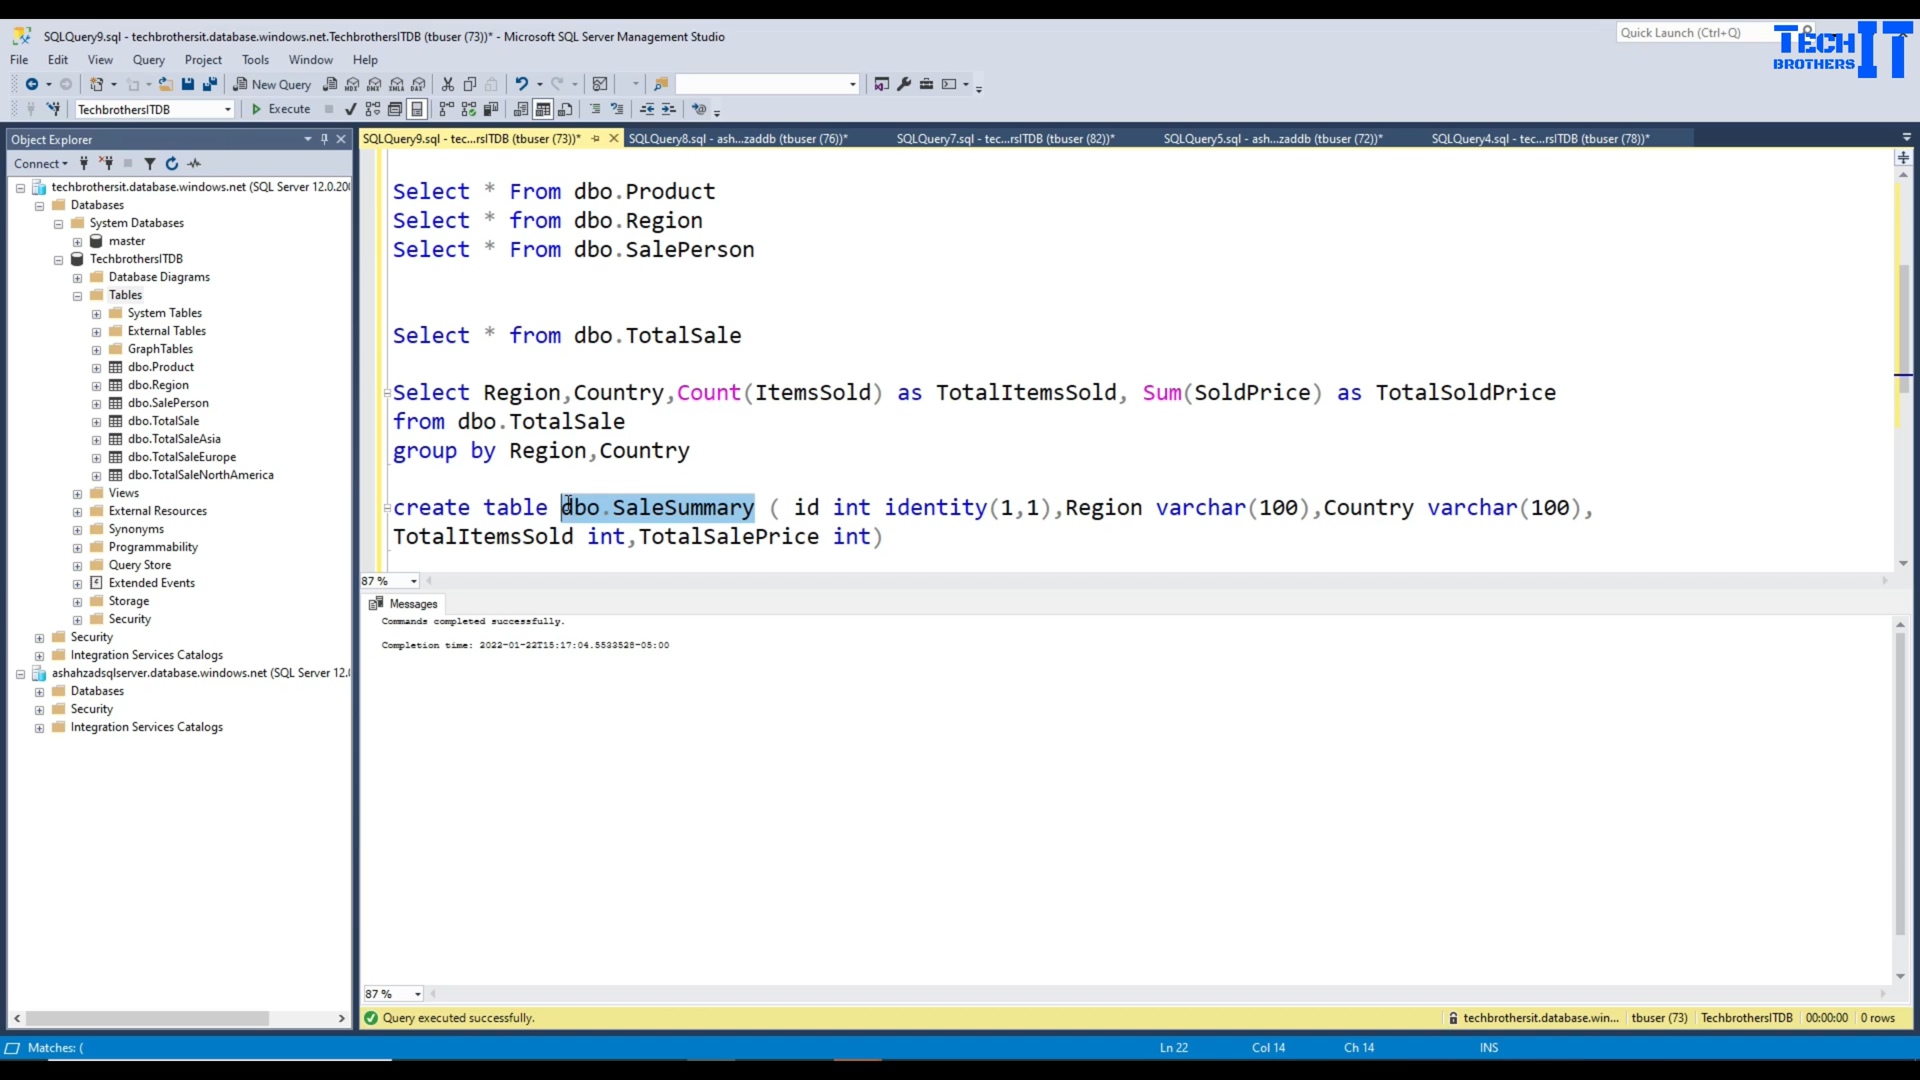 SQLQuery9.sql - techbrothersit.database.windows.net.TechbrothersITDB (tbuser (73))* - Microsoft SQL Server Management Studio
Quick Launch (Ctrl+Q)
TECH BROTHERS IT
File Edit View Query Project Tools Window Help
New Query MDX DMX XMLA DAX
TechbrothersITDB Execute
Object Explorer
SQLQuery9.sql - tec...rsITDB (tbuser (73))* SQLQuery8.sql - ash...zaddb (tbuser (76))* SQLQuery7.sql - tec...rsITDB (tbuser (82))* SQLQuery5.sql - ash...zaddb (tbuser (72))* SQLQuery4.sql - tec...rsITDB (tbuser (78))*
Connect
techbrothersit.database.windows.net (SQL Server 12.0.200
Databases
System Databases
master
TechbrothersITDB
Database Diagrams
Tables
System Tables
External Tables
GraphTables
dbo.Product
dbo.Region
dbo.SalePerson
dbo.TotalSale
dbo.TotalSaleAsia
dbo.TotalSaleEurope
dbo.TotalSaleNorthAmerica
Views
External Resources
Synonyms
Programmability
Query Store
Extended Events
Storage
Security
Security
Integration Services Catalogs
ashahzadsqlserver.database.windows.net (SQL Server 12.0
Databases
Security
Integration Services Catalogs
Select * From dbo.Product
Select * from dbo.Region
Select * From dbo.SalePerson
Select * from dbo.TotalSale
Select Region,Country,Count(ItemsSold) as TotalItemsSold, Sum(SoldPrice) as TotalSoldPrice
from dbo.TotalSale
group by Region,Country
create table dbo.SaleSummary ( id int identity(1,1),Region varchar(100),Country varchar(100),
TotalItemsSold int,TotalSalePrice int)
87 %
Messages
Commands completed successfully.
Completion time: 2022-01-22T15:17:04.5533528-05:00
87 %
Query executed successfully.
techbrothersit.database.win... tbuser (73) TechbrothersITDB 00:00:00 0 rows
Matches: (
Ln 22 Col 14 Ch 14 INS